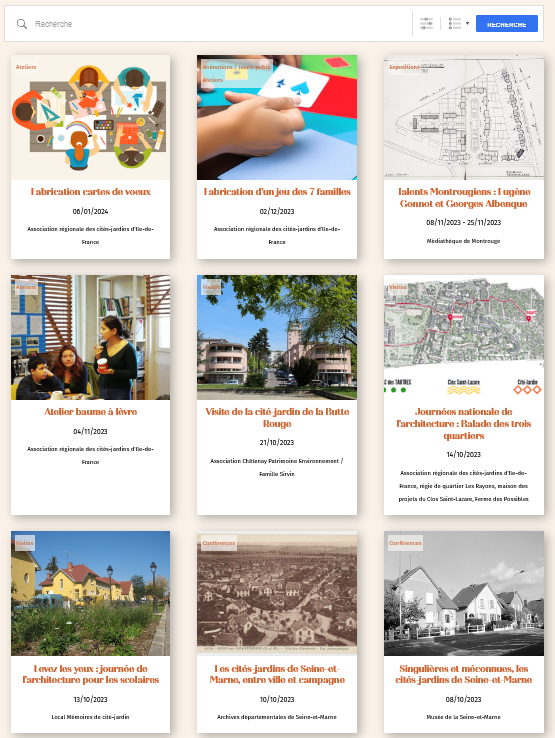 Recherche
RECHERCHE
Ateliers
Fabrication cartes de voeux
06/01/2024
Association régionale des cités-jardins d'Ile-de-
France
Animations | Jeune public
Ateliers
Fabrication d'un jeu des 7 familles
02/12/2023
Association régionale des cités-jardins d'Ile-de-
France
Expositions
Talents Montrougiens : Eugène
Gonnot et Georges Albenque
08/11/2023 - 25/11/2023
Médiathèque de Montrouge
Ateliers
Atelier baume à lèvre
04/11/2023
Association régionale des cités-jardins d'Ile-de-
France
Visites
Visite de la cité-jardin de la Butte
Rouge
21/10/2023
Association Châtenay Patrimoine Environnement /
Famille Sirvin
Visites
DES TARTRES
Clos Saint-Lazare
Cité-Jardin
Journées nationale de
l'architecture : Balade des trois
quartiers
14/10/2023
Association régionale des cités-jardins d'Ile-de-
France, régie de quartier Les Rayons, maison des
projets du Clos Saint-Lazare, Ferme des Possibles
Visites
Levez les yeux : journée de
l'architecture pour les scolaires
13/10/2023
Local Mémoires de cité-jardin
Conférences
Les cités-jardins de Seine-et-
Marne, entre ville et campagne
10/10/2023
Archives départementales de Seine-et-Marne
Conférences
Singulières et méconnues, les
cités-jardins de Seine-et-Marne
08/10/2023
Musée de la Seine-et-Marne